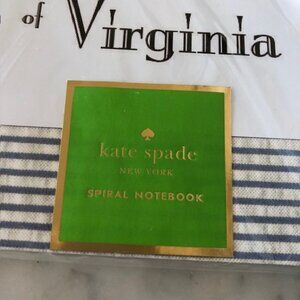 of Virginia
kate spade
NEW YORK
SPIRAL NOTEBOOK